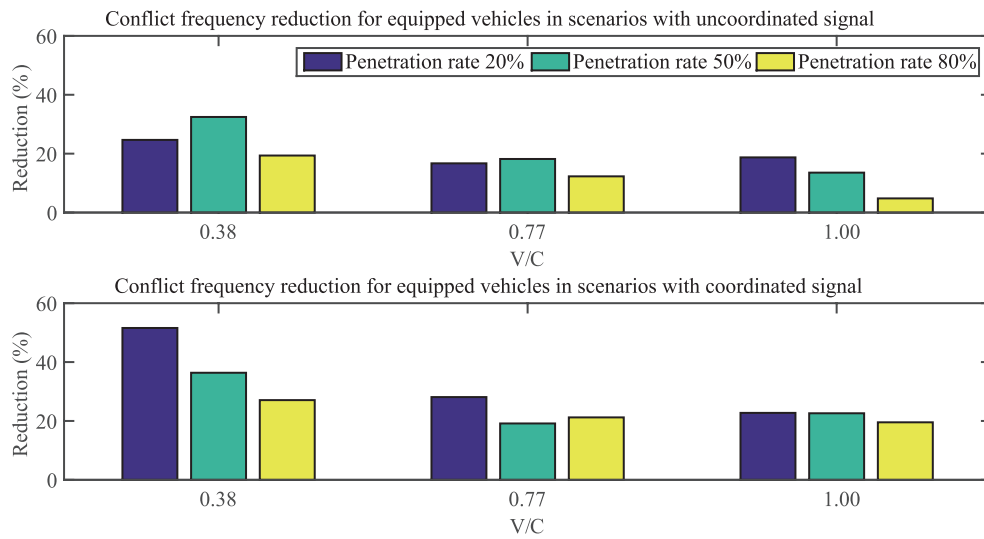 Conflict frequency reduction for equipped vehicles in scenarios with uncoordinated signal
60
Penetration rate 20% Penetration rate 50% Penetration rate 80%
40
20
0
Reduction (%)
0.38 0.77 1.00
V/C
Conflict frequency reduction for equipped vehicles in scenarios with coordinated signal
60
40
20
0
Reduction (%)
0.38 0.77 1.00
V/C